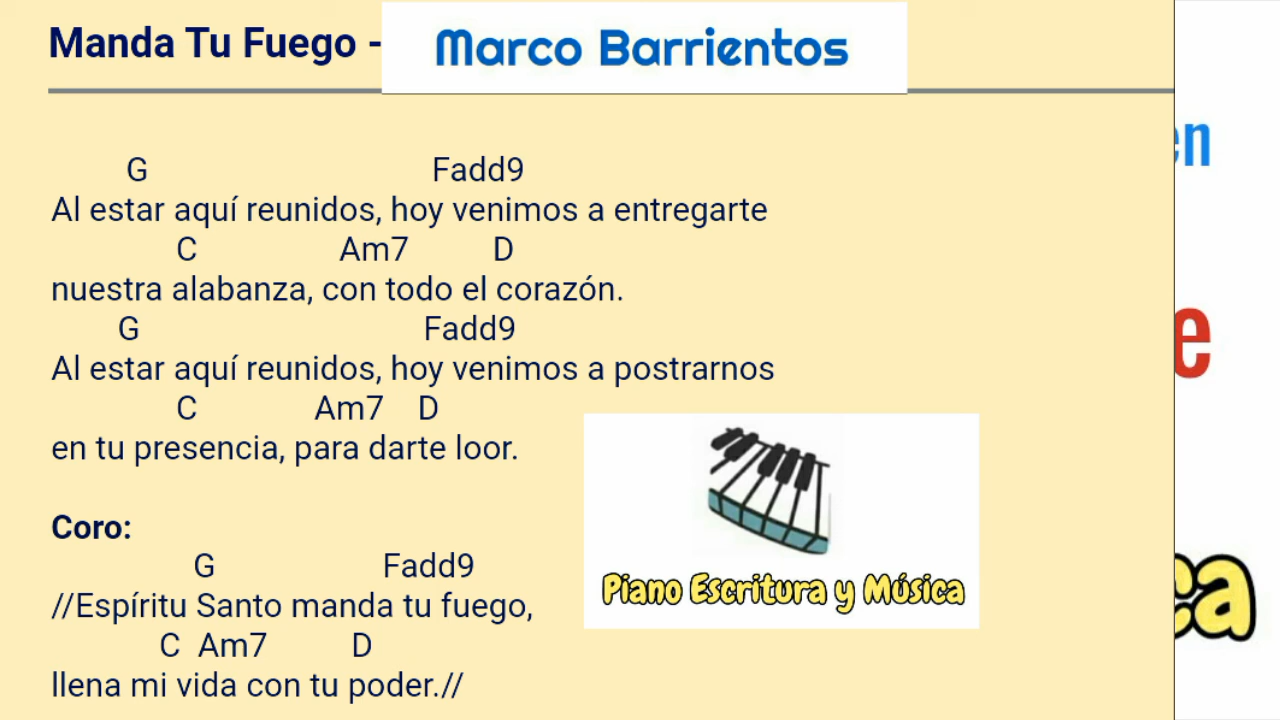 Manda Tu Fuego - Marco Barrientos
G Fadd9
Al estar aquí reunidos, hoy venimos a entregarte
C Am7 D
nuestra alabanza, con todo el corazón.
G Fadd9
Al estar aquí reunidos, hoy venimos a postrarnos
C Am7 D
en tu presencia, para darte loor.
Coro:
G Fadd9
//Espíritu Santo manda tu fuego,
C Am7 D
llena mi vida con tu poder.//
Piano Escritura y Música
en
e
ca